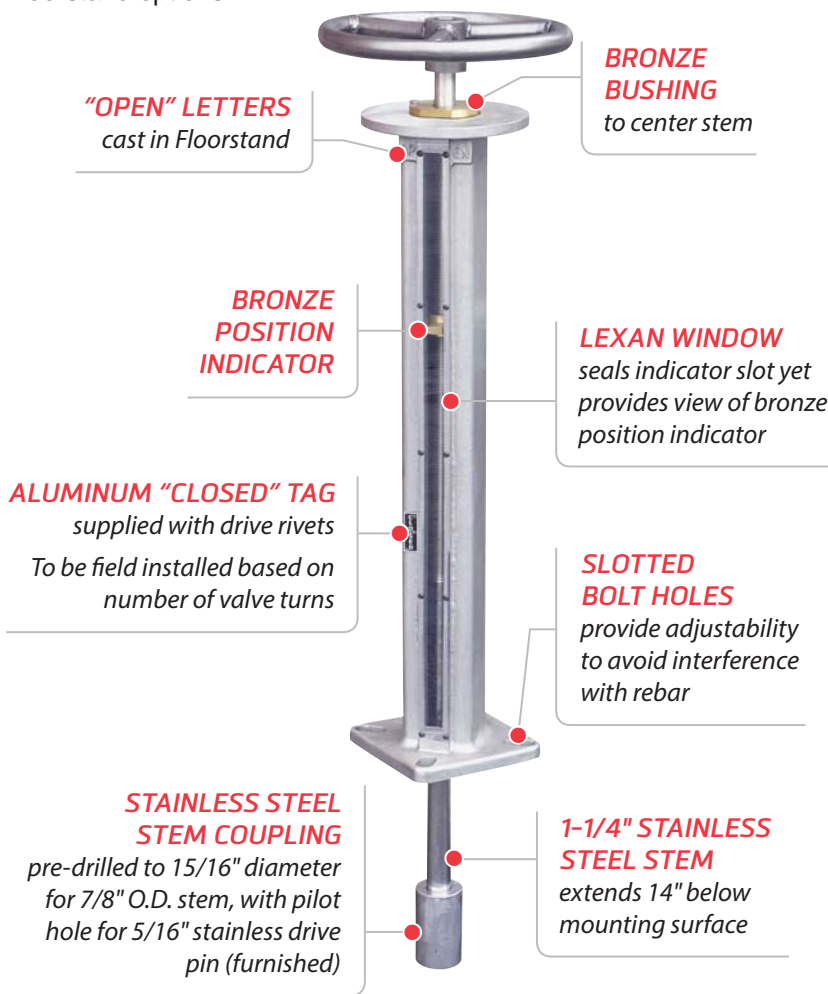 "OPEN" LETTERS
cast in Floorstand
BRONZE
BUSHING
to center stem
BRONZE
POSITION
INDICATOR
LEXAN WINDOW
seals indicator slot yet
provides view of bronze
position indicator
ALUMINUM "CLOSED" TAG
supplied with drive rivets
To be field installed based on
number of valve turns
SLOTTED
BOLT HOLES
provide adjustability
to avoid interference
with rebar
STAINLESS STEEL
STEM COUPLING
pre-drilled to 15/16" diameter
for 7/8" O.D. stem, with pilot
hole for 5/16" stainless drive
pin (furnished)
1-1/4" STAINLESS
STEEL STEM
extends 14" below
mounting surface